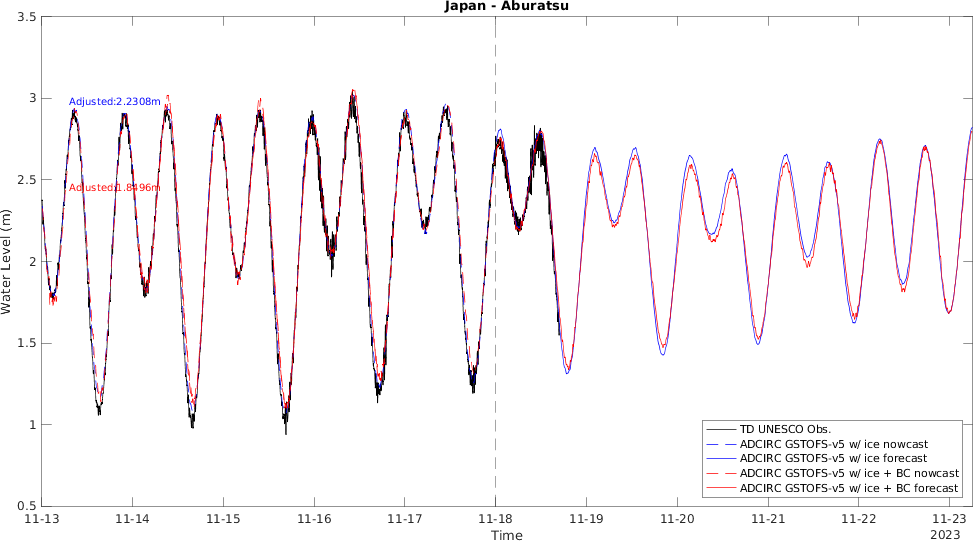 Japan - Aburatsu
3.5
3
2.5
2
1.5
1
0.5
Water Level (m)
Adjusted:2.2308m
Adjusted:1.8496m
TD UNESCO Obs.
ADCIRC GSTOFS-v5 w/ ice nowcast
ADCIRC GSTOFS-v5 w/ ice forecast
ADCIRC GSTOFS-v5 w/ ice + BC nowcast
ADCIRC GSTOFS-v5 w/ ice + BC forecast
11-13 11-14 11-15 11-16 11-17 11-18 11-19 11-20 11-21 11-22 11-23
2023
Time